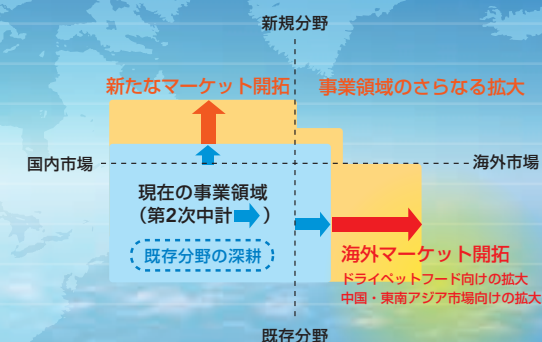 新規分野
新たなマーケット開拓
事業領域のさらなる拡大
国内市場
海外市場
現在の事業領域
（第2次中計 ）
既存分野の深耕
海外マーケット開拓
ドライペットフード向けの拡大
中国・東南アジア市場向けの拡大
既存分野